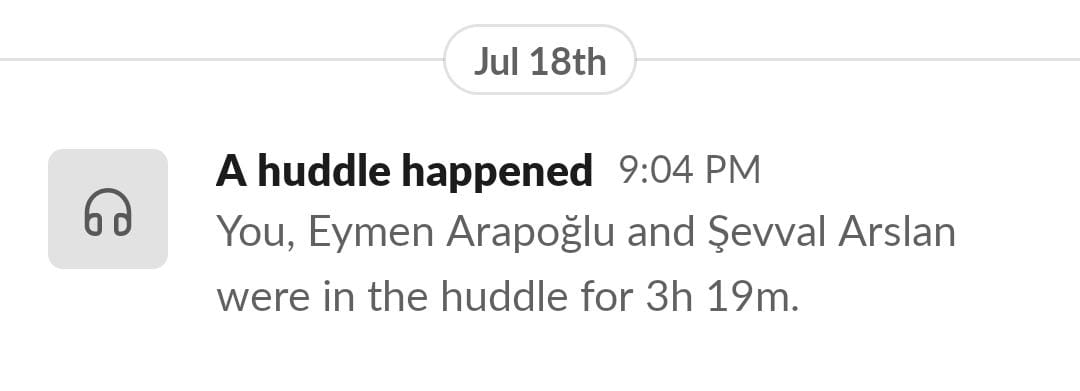 Jul 18th
A huddle happened 9:04 PM
You, Eymen Arapoğlu and Şevval Arslan
were in the huddle for 3h 19m.